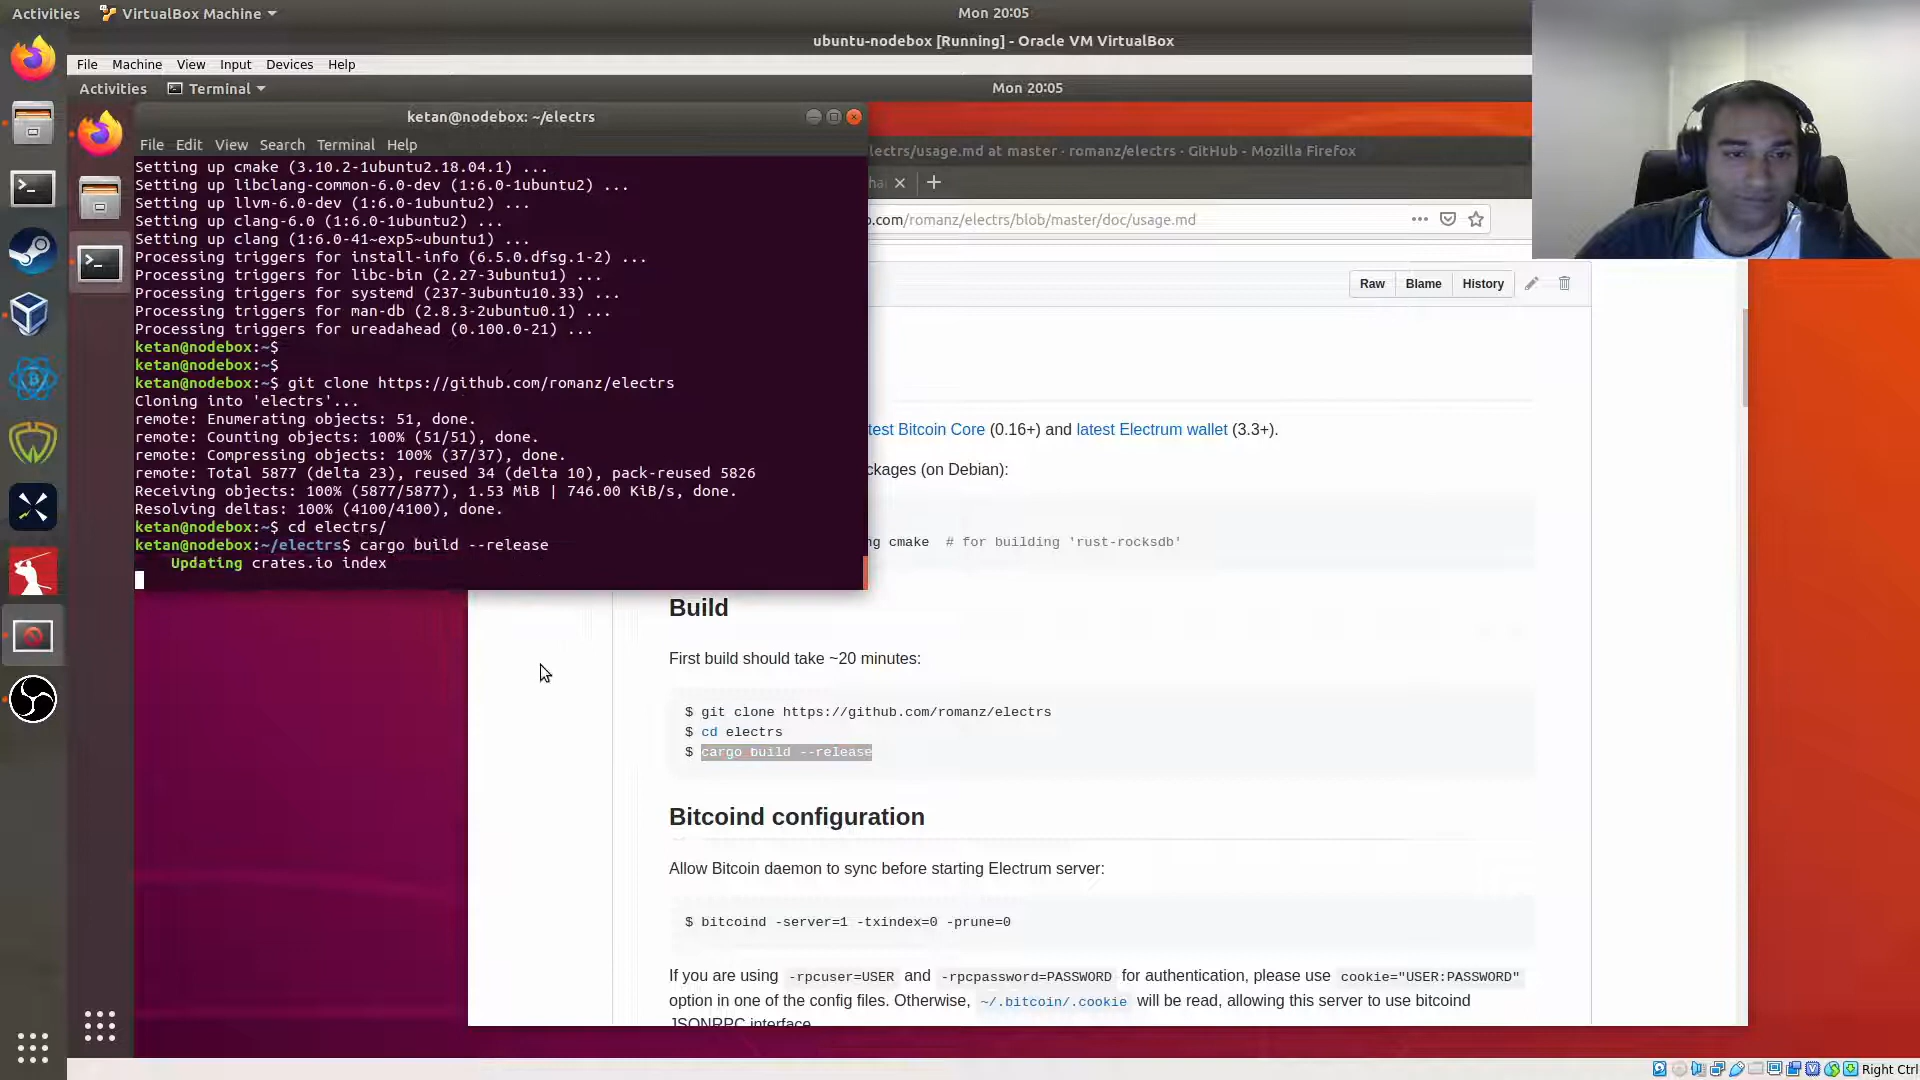 Activities VirtualBox Machine Mon 20:05
ubuntu-nodebox [Running] - Oracle VM VirtualBox
File Machine View Input Devices Help
Activities Terminal Mon 20:05
ketan@nodebox: ~/electrs
File Edit View Search Terminal Help
Setting up cmake (3.10.2-1ubuntu2.18.04.1) ...
Setting up libclang-common-6.0-dev (1:6.0-1ubuntu2) ...
Setting up llvm-6.0-dev (1:6.0-1ubuntu2) ...
Setting up clang-6.0 (1:6.0-1ubuntu2) ...
Setting up clang (1:6.0-41~exp5~ubuntu1) ...
Processing triggers for install-info (6.5.0.dfsg.1-2) ...
Processing triggers for libc-bin (2.27-3ubuntu1) ...
Processing triggers for systemd (237-3ubuntu10.33) ...
Processing triggers for man-db (2.8.3-2ubuntu0.1) ...
Processing triggers for ureadahead (0.100.0-21) ...
ketan@nodebox:~$
ketan@nodebox:~$
ketan@nodebox:~$ git clone https://github.com/romanz/electrs
Cloning into 'electrs'...
remote: Enumerating objects: 51, done.
remote: Counting objects: 100% (51/51), done.
remote: Compressing objects: 100% (37/37), done.
remote: Total 5877 (delta 23), reused 34 (delta 10), pack-reused 5826
Receiving objects: 100% (5877/5877), 1.53 MiB | 746.00 KiB/s, done.
Resolving deltas: 100% (4100/4100), done.
ketan@nodebox:~$ cd electrs/
ketan@nodebox:~/electrs$ cargo build --release
Updating crates.io index
lectrs/usage.md at master · romanz/electrs · GitHub - Mozilla Firefox
.com/romanz/electrs/blob/master/doc/usage.md
Raw Blame History
test Bitcoin Core (0.16+) and latest Electrum wallet (3.3+).
ckages (on Debian):
ng cmake # for building 'rust-rocksdb'
Build
First build should take ~20 minutes:
$ git clone https://github.com/romanz/electrs
$ cd electrs
$ cargo build --release
Bitcoind configuration
Allow Bitcoin daemon to sync before starting Electrum server:
$ bitcoind -server=1 -txindex=0 -prune=0
If you are using -rpcuser=USER and -rpcpassword=PASSWORD for authentication, please use cookie="USER:PASSWORD"
option in one of the config files. Otherwise, ~/.bitcoin/.cookie will be read, allowing this server to use bitcoind
JSONRPC interface
Right Ctrl